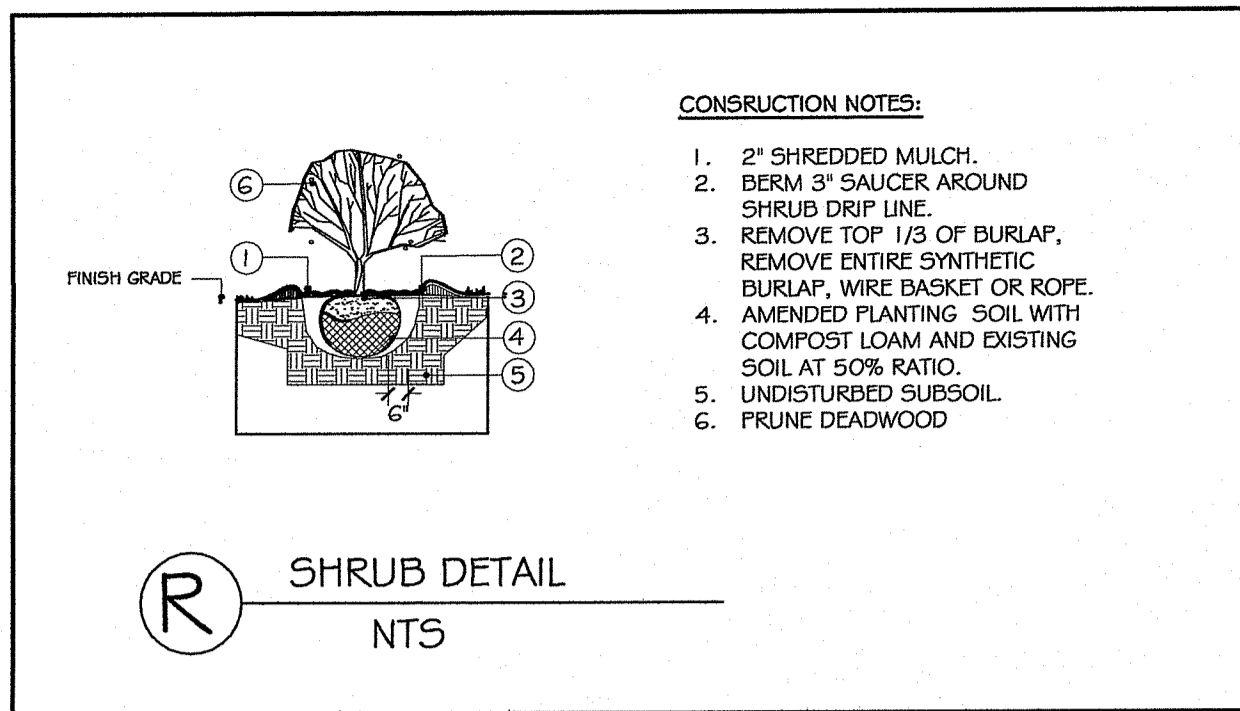 CONSRUCTION NOTES:
1. 2" SHREDDED MULCH.
2. BERM 3" SAUCER AROUND
SHRUB DRIP LINE.
3. REMOVE TOP 1/3 OF BURLAP,
REMOVE ENTIRE SYNTHETIC
BURLAP, WIRE BASKET OR ROPE.
4. AMENDED PLANTING SOIL WITH
COMPOST LOAM AND EXISTING
SOIL AT 50% RATIO.
5. UNDISTURBED SUBSOIL.
6. PRUNE DEADWOOD
6
1
2
FINISH GRADE
3
4
5
6"
R
SHRUB DETAIL
NTS